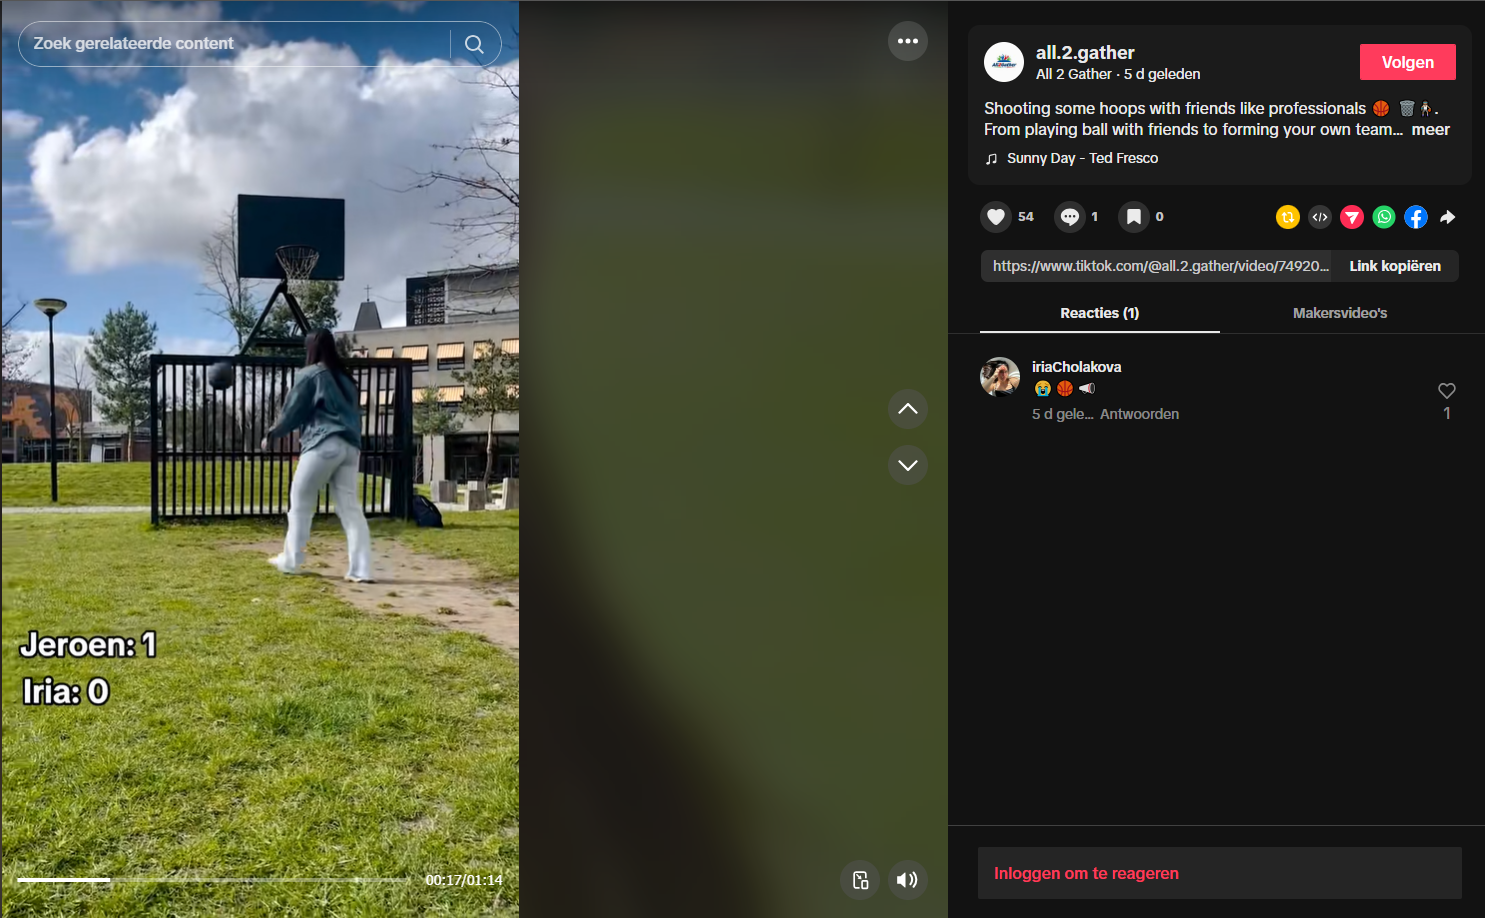 Zoek gerelateerde content
Jeroen: 1
Iria: 0
00:17/01:14
All2Gather
all.2.gather
All 2 Gather · 5 d geleden
Volgen
Shooting some hoops with friends like professionals 🏀 🗑️⛹🏿.
From playing ball with friends to forming your own team... meer
Sunny Day - Ted Fresco
54
1
0
https://www.tiktok.com/@all.2.gather/video/74920...
Link kopiëren
Reacties (1)
Makersvideo's
iriaCholakova
😭🏀📢
5 d gele... Antwoorden
1
Inloggen om te reageren